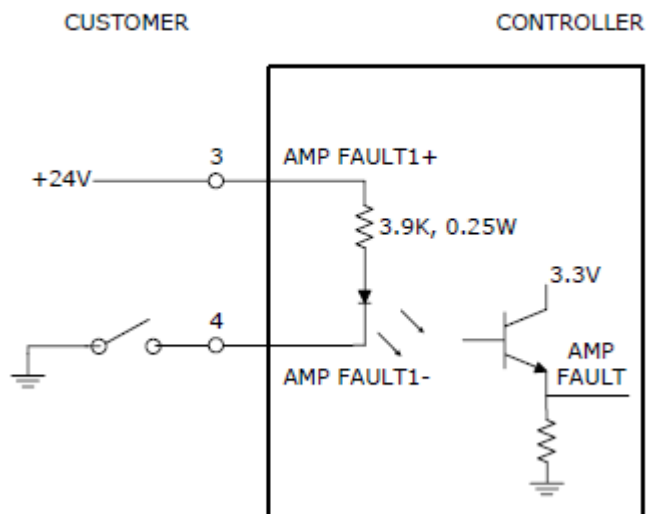 CUSTOMER
CONTROLLER
3
AMP FAULT1+
+24V
3.9K, 0.25W
3.3V
4
AMP
FAULT
AMP FAULT1-